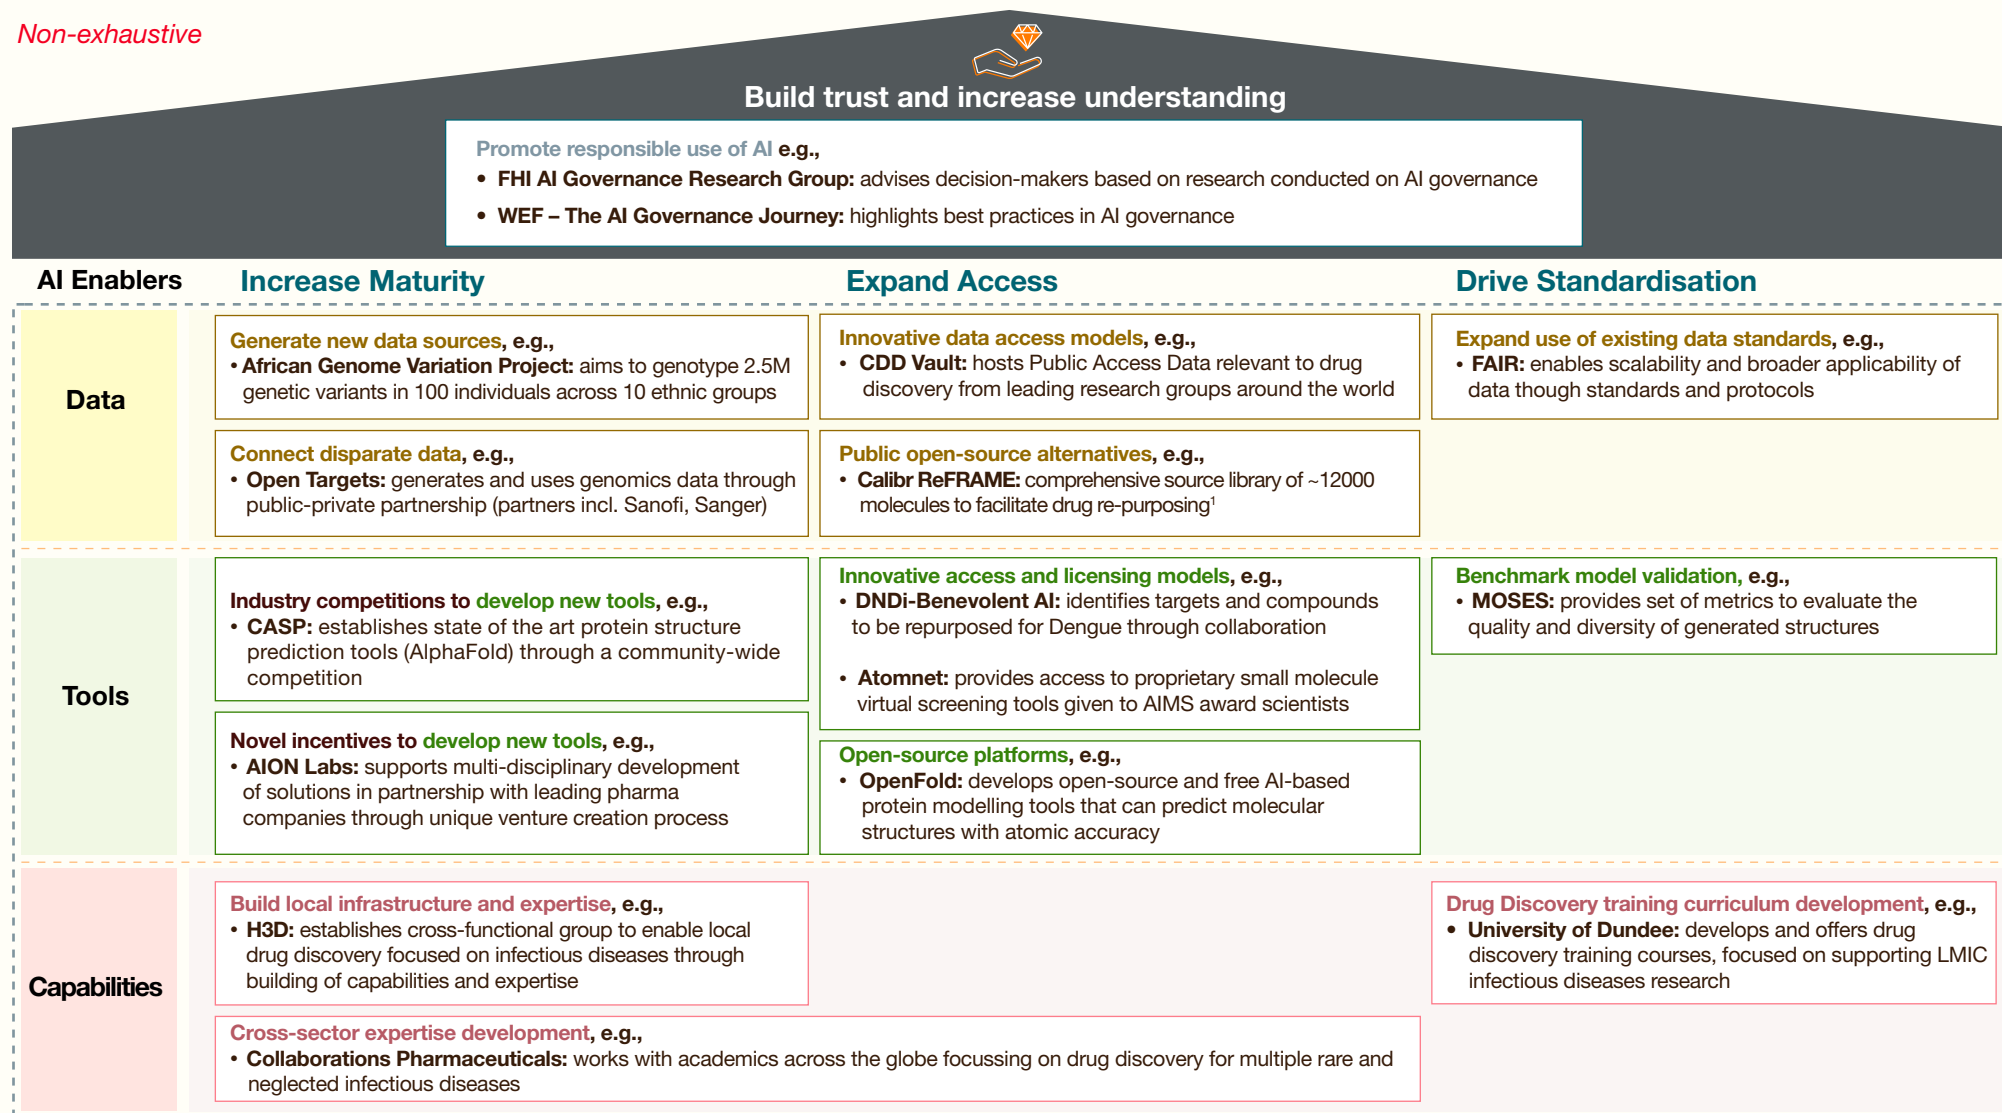 Non-exhaustive
Build trust and increase understanding
Promote responsible use of AI e.g.,
• FHI AI Governance Research Group: advises decision-makers based on research conducted on AI governance
• WEF – The AI Governance Journey: highlights best practices in AI governance
AI Enablers
Increase Maturity
Expand Access
Drive Standardisation
Data
Generate new data sources, e.g.,
• African Genome Variation Project: aims to genotype 2.5M
genetic variants in 100 individuals across 10 ethnic groups
Connect disparate data, e.g.,
• Open Targets: generates and uses genomics data through
public-private partnership (partners incl. Sanofi, Sanger)
Innovative data access models, e.g.,
• CDD Vault: hosts Public Access Data relevant to drug
discovery from leading research groups around the world
Public open-source alternatives, e.g.,
• Calibr ReFRAME: comprehensive source library of ~12000
molecules to facilitate drug re-purposing¹
Expand use of existing data standards, e.g.,
• FAIR: enables scalability and broader applicability of
data though standards and protocols
Tools
Industry competitions to develop new tools, e.g.,
• CASP: establishes state of the art protein structure
prediction tools (AlphaFold) through a community-wide
competition
Novel incentives to develop new tools, e.g.,
• AION Labs: supports multi-disciplinary development
of solutions in partnership with leading pharma
companies through unique venture creation process
Innovative access and licensing models, e.g.,
• DNDi-Benevolent AI: identifies targets and compounds
to be repurposed for Dengue through collaboration
• Atomnet: provides access to proprietary small molecule
virtual screening tools given to AIMS award scientists
Open-source platforms, e.g.,
• OpenFold: develops open-source and free AI-based
protein modelling tools that can predict molecular
structures with atomic accuracy
Benchmark model validation, e.g.,
• MOSES: provides set of metrics to evaluate the
quality and diversity of generated structures
Capabilities
Build local infrastructure and expertise, e.g.,
• H3D: establishes cross-functional group to enable local
drug discovery focused on infectious diseases through
building of capabilities and expertise
Drug Discovery training curriculum development, e.g.,
• University of Dundee: develops and offers drug
discovery training courses, focused on supporting LMIC
infectious diseases research
Cross-sector expertise development, e.g.,
• Collaborations Pharmaceuticals: works with academics across the globe focussing on drug discovery for multiple rare and
neglected infectious diseases